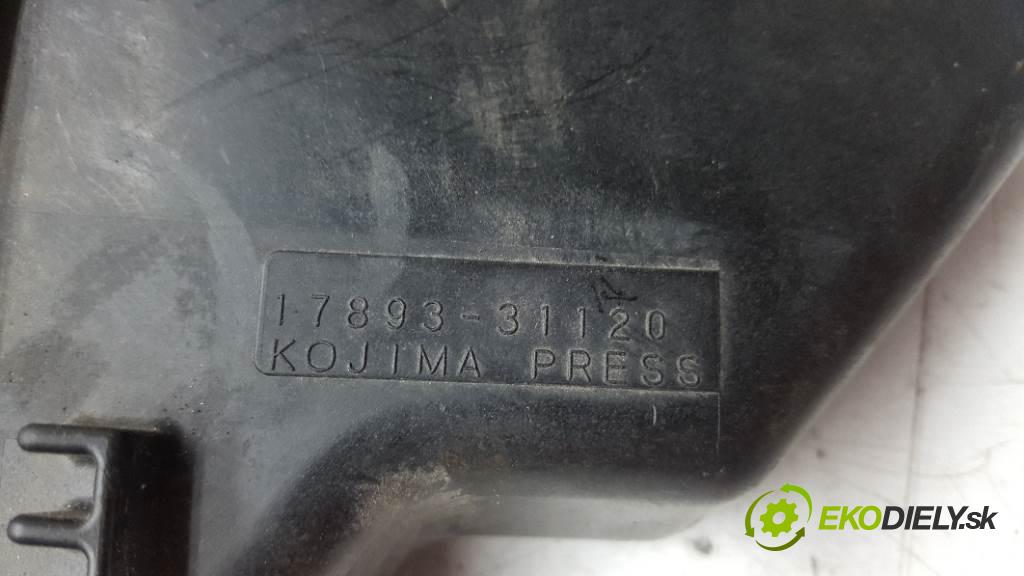 17893-31120
KOJIMA PRESS
EKODIELY.sk